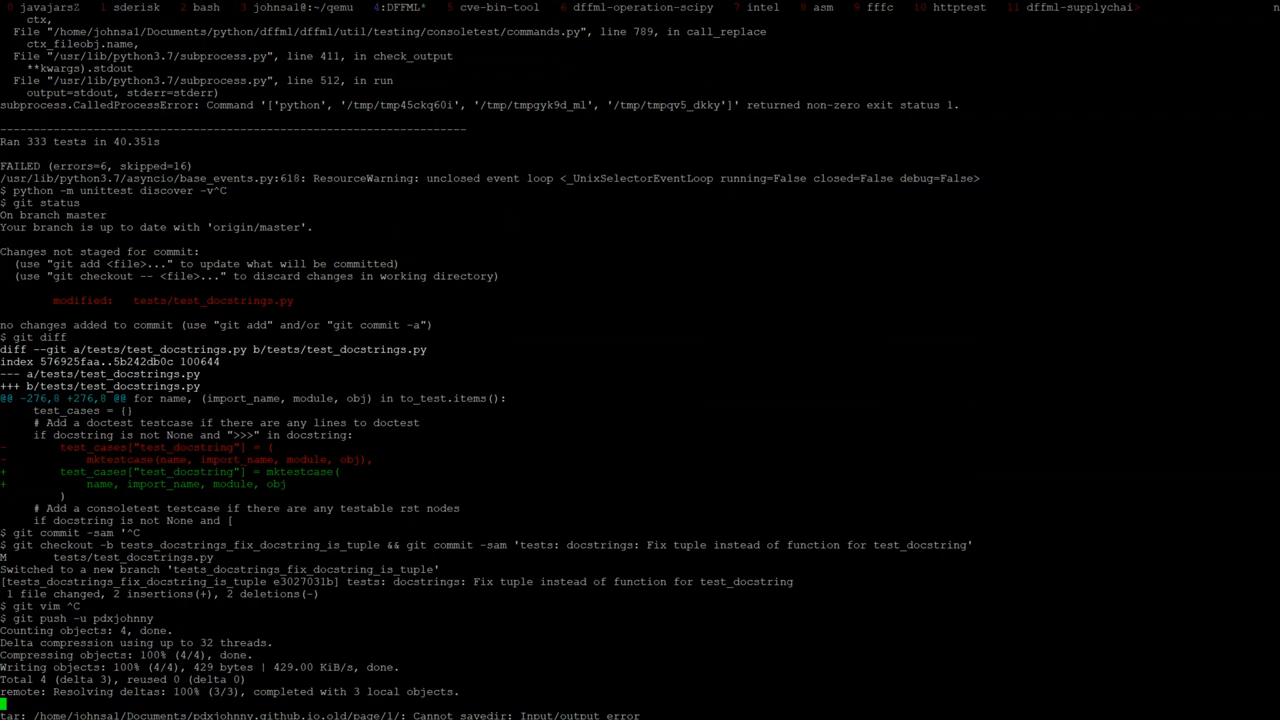 0 javajarsZ    1 sderisk    2 bash    3 johnsa1@:~/qemu    4:DFFML*    5 cve-bin-tool    6 dffml-operation-scipy    7 intel    8 asm    9 fffc    10 httptest    11 dffml-supplychai>
    ctx,
  File "/home/johnsa1/Documents/python/dffml/dffml/util/testing/consoletest/commands.py", line 789, in call_replace
    ctx_fileobj.name,
  File "/usr/lib/python3.7/subprocess.py", line 411, in check_output
    **kwargs).stdout
  File "/usr/lib/python3.7/subprocess.py", line 512, in run
    output=stdout, stderr=stderr)
subprocess.CalledProcessError: Command '['python', '/tmp/tmp45ckq60i', '/tmp/tmpgyk9d_ml', '/tmp/tmpqv5_dkky']' returned non-zero exit status 1.
----------------------------------------------------------------------
Ran 333 tests in 40.351s
FAILED (errors=6, skipped=16)
/usr/lib/python3.7/asyncio/base_events.py:618: ResourceWarning: unclosed event loop <_UnixSelectorEventLoop running=False closed=False debug=False>
$ python -m unittest discover -v^C
$ git status
On branch master
Your branch is up to date with 'origin/master'.
Changes not staged for commit:
  (use "git add <file>..." to update what will be committed)
  (use "git checkout -- <file>..." to discard changes in working directory)
        modified:   tests/test_docstrings.py
no changes added to commit (use "git add" and/or "git commit -a")
$ git diff
diff --git a/tests/test_docstrings.py b/tests/test_docstrings.py
index 576925faa..5b242db0c 100644
--- a/tests/test_docstrings.py
+++ b/tests/test_docstrings.py
@@ -276,8 +276,8 @@ for name, (import_name, module, obj) in to_test.items():
     test_cases = {}
     # Add a doctest testcase if there are any lines to doctest
     if docstring is not None and ">>>" in docstring:
-        test_cases["test_docstring"] = (
-            mktestcase(name, import_name, module, obj),
+        test_cases["test_docstring"] = mktestcase(
+            name, import_name, module, obj
         )
     # Add a consoletest testcase if there are any testable rst nodes
     if docstring is not None and [
$ git commit -sam '^C
$ git checkout -b tests_docstrings_fix_docstring_is_tuple && git commit -sam 'tests: docstrings: Fix tuple instead of function for test_docstring'
M       tests/test_docstrings.py
Switched to a new branch 'tests_docstrings_fix_docstring_is_tuple'
[tests_docstrings_fix_docstring_is_tuple e3027031b] tests: docstrings: Fix tuple instead of function for test_docstring
 1 file changed, 2 insertions(+), 2 deletions(-)
$ git vim ^C
$ git push -u pdxjohnny
Counting objects: 4, done.
Delta compression using up to 32 threads.
Compressing objects: 100% (4/4), done.
Writing objects: 100% (4/4), 429 bytes | 429.00 KiB/s, done.
Total 4 (delta 3), reused 0 (delta 0)
remote: Resolving deltas: 100% (3/3), completed with 3 local objects.
tar: /home/johnsa1/Documents/pdxjohnny.github.io.old/page/1/: Cannot savedir: Input/output error